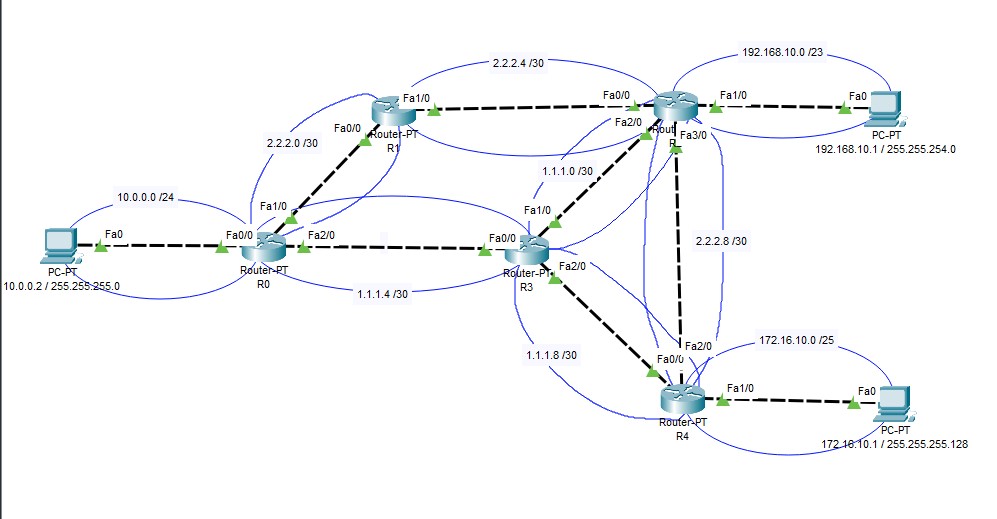 192.168.10.0 /23
2.2.2.4 /30
Fa1/0
Fa0/0
Fa1/0
Fa0
Fa2/0
Fa0/0
Router-PT
R1
Rout
R
Fa3/0
PC-PT
192.168.10.1 / 255.255.254.0
2.2.2.0 /30
1.1.1.0 /30
10.0.0.0 /24
Fa1/0
Fa1/0
Fa0
Fa0/0
Fa2/0
Fa0/0
2.2.2.8 /30
PC-PT
10.0.0.2 / 255.255.255.0
Router-PT
R0
Router-PT
R3
Fa2/0
1.1.1.4 /30
1.1.1.8 /30
172.16.10.0 /25
Fa2/0
Fa0/0
Fa1/0
Fa0
Router-PT
R4
PC-PT
172.16.10.1 / 255.255.255.128